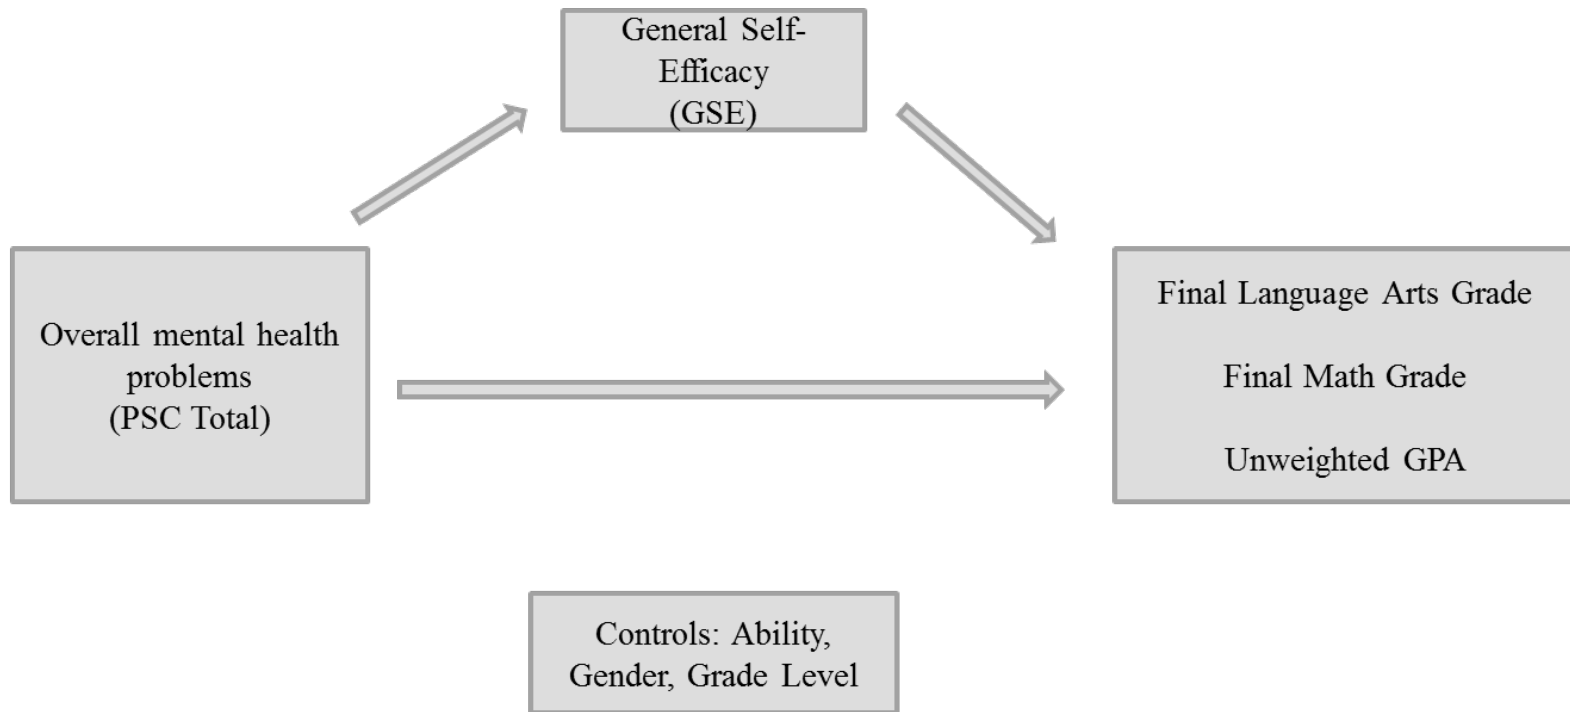 General Self-
Efficacy
(GSE)
Overall mental health
problems
(PSC Total)
Final Language Arts Grade
Final Math Grade
Unweighted GPA
Controls: Ability,
Gender, Grade Level